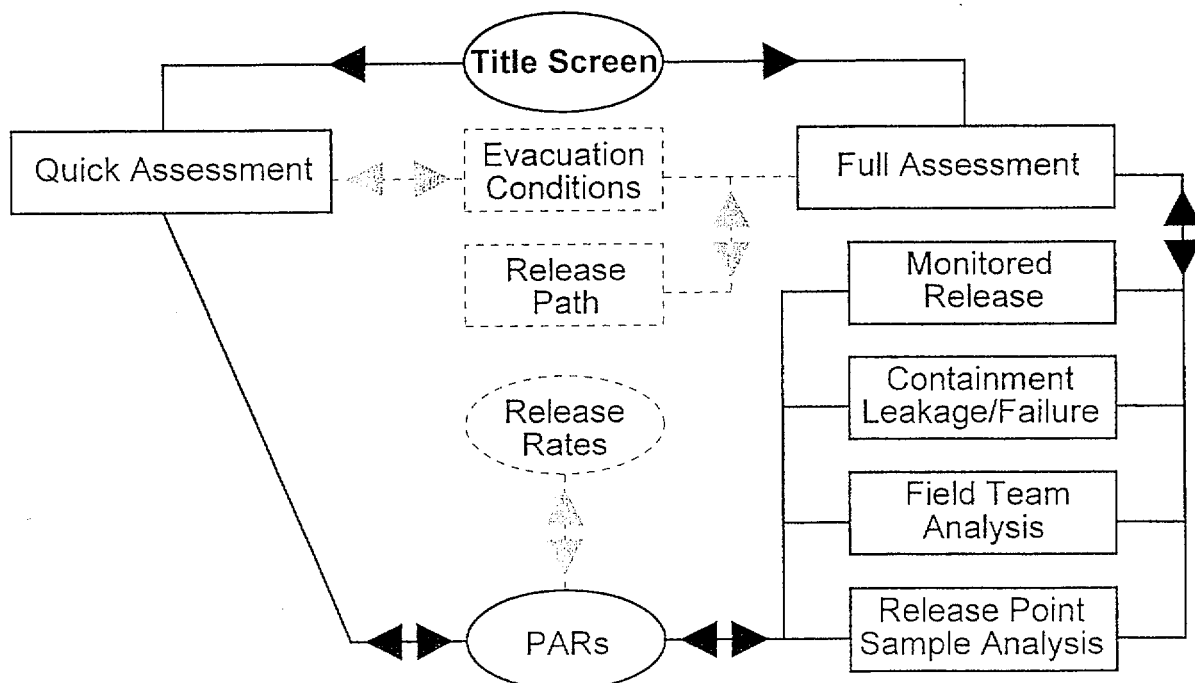 Title Screen
Quick Assessment
Evacuation
Conditions
Full Assessment
Release
Path
Monitored
Release
Containment
Leakage/Failure
Release
Rates
Field Team
Analysis
PARs
Release Point
Sample Analysis